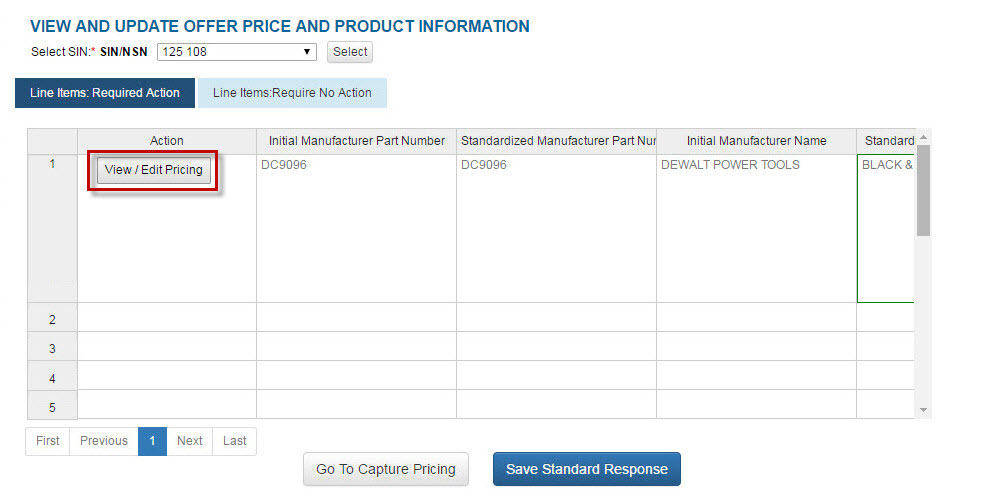 VIEW AND UPDATE OFFER PRICE AND PRODUCT INFORMATION
Select SIN:* SIN/NSN 125 108 Select
Line Items: Required Action Line Items:Require No Action
Action Initial Manufacturer Part Number Standardized Manufacturer Part Nur Initial Manufacturer Name Standard
1 View / Edit Pricing DC9096 DC9096 DEWALT POWER TOOLS BLACK &
2
3
4
5
First Previous 1 Next Last
Go To Capture Pricing Save Standard Response